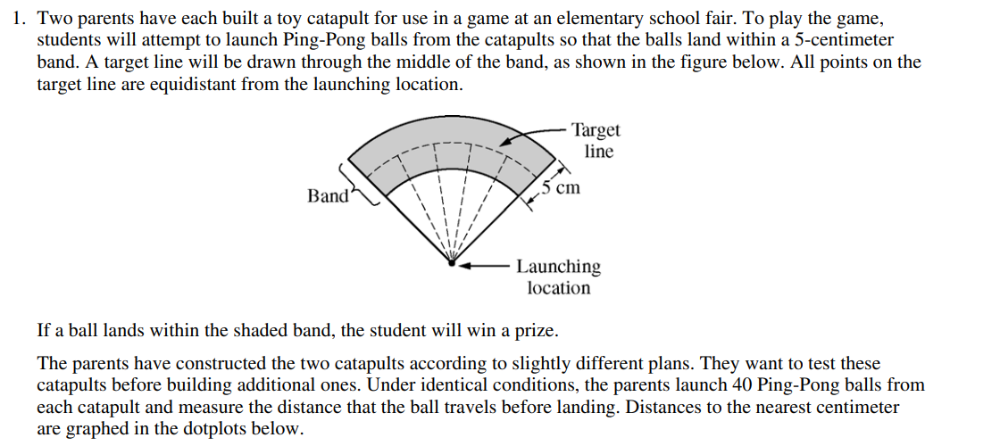 1. Two parents have each built a toy catapult for use in a game at an elementary school fair. To play the game,
students will attempt to launch Ping-Pong balls from the catapults so that the balls land within a 5-centimeter
band. A target line will be drawn through the middle of the band, as shown in the figure below. All points on the
target line are equidistant from the launching location.
Target
line
5 cm
Band
Launching
location
If a ball lands within the shaded band, the student will win a prize.
The parents have constructed the two catapults according to slightly different plans. They want to test these
catapults before building additional ones. Under identical conditions, the parents launch 40 Ping-Pong balls from
each catapult and measure the distance that the ball travels before landing. Distances to the nearest centimeter
are graphed in the dotplots below.